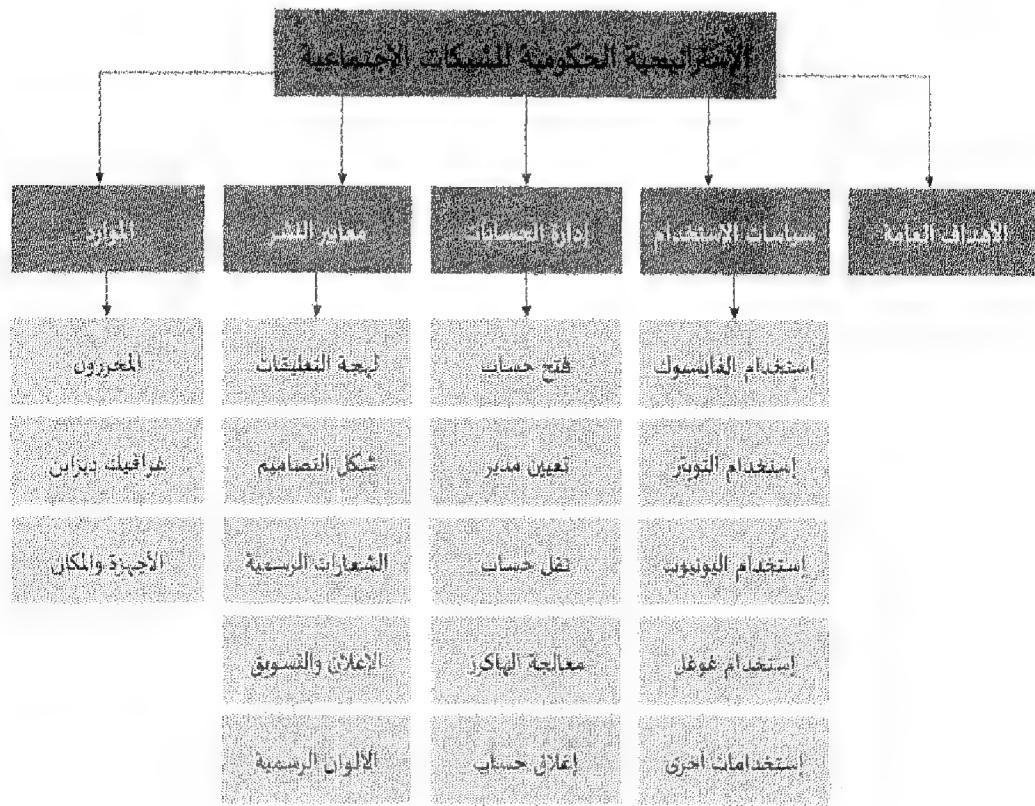 الإستراتيجية الحكومية للشبكات الاجتماعية
الأهداف العامة
سياسات الإستخدام
إدارة الحسابات
معايير النشر
الموارد
إستخدام الفايسبوك
إستخدام التويتر
إستخدام اليوتيوب
إستخدام غوغل
إستخدامات أخرى
فتح حساب
تعيين مدير
نقل حساب
معالجة الهاكرز
إغلاق حساب
لهجة التعليقات
شكل التصاميم
الشعارات الرسمية
الإعلان والتسويق
الألوان الرسمية
المحررون
غرافيك ديزاين
الأجهزة والمكان